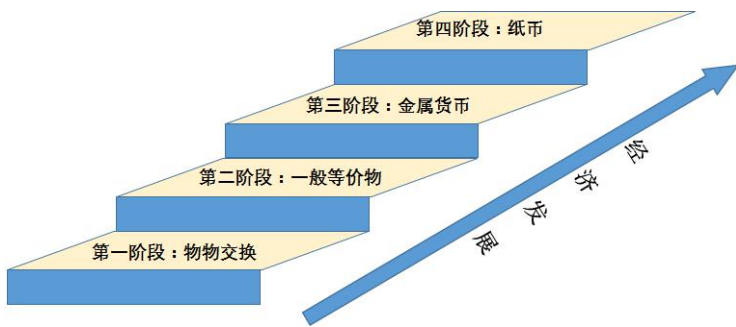 第四阶段：纸币
第三阶段：金属货币
第二阶段：一般等价物
第一阶段：物物交换
经济发展